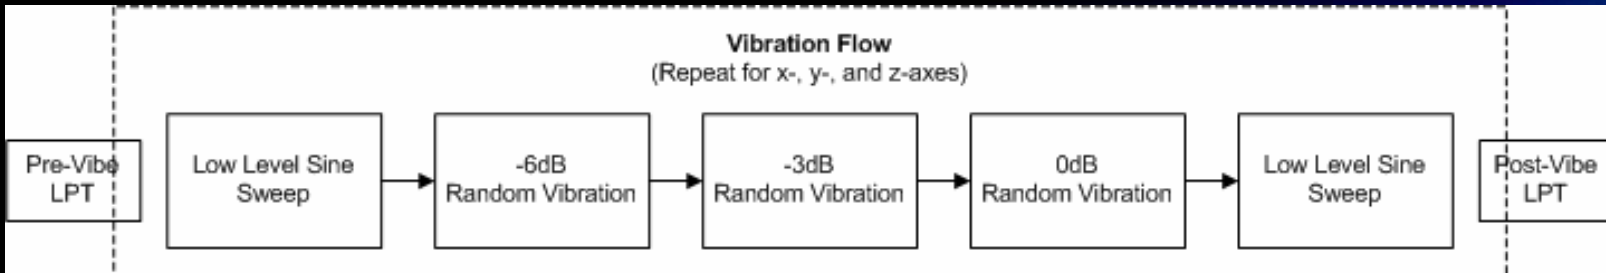 Vibration Flow
(Repeat for x-, y-, and z-axes)
Pre-Vibe
LPT
Low Level Sine
Sweep
-6dB
Random Vibration
-3dB
Random Vibration
0dB
Random Vibration
Low Level Sine
Sweep
Post-Vibe
LPT